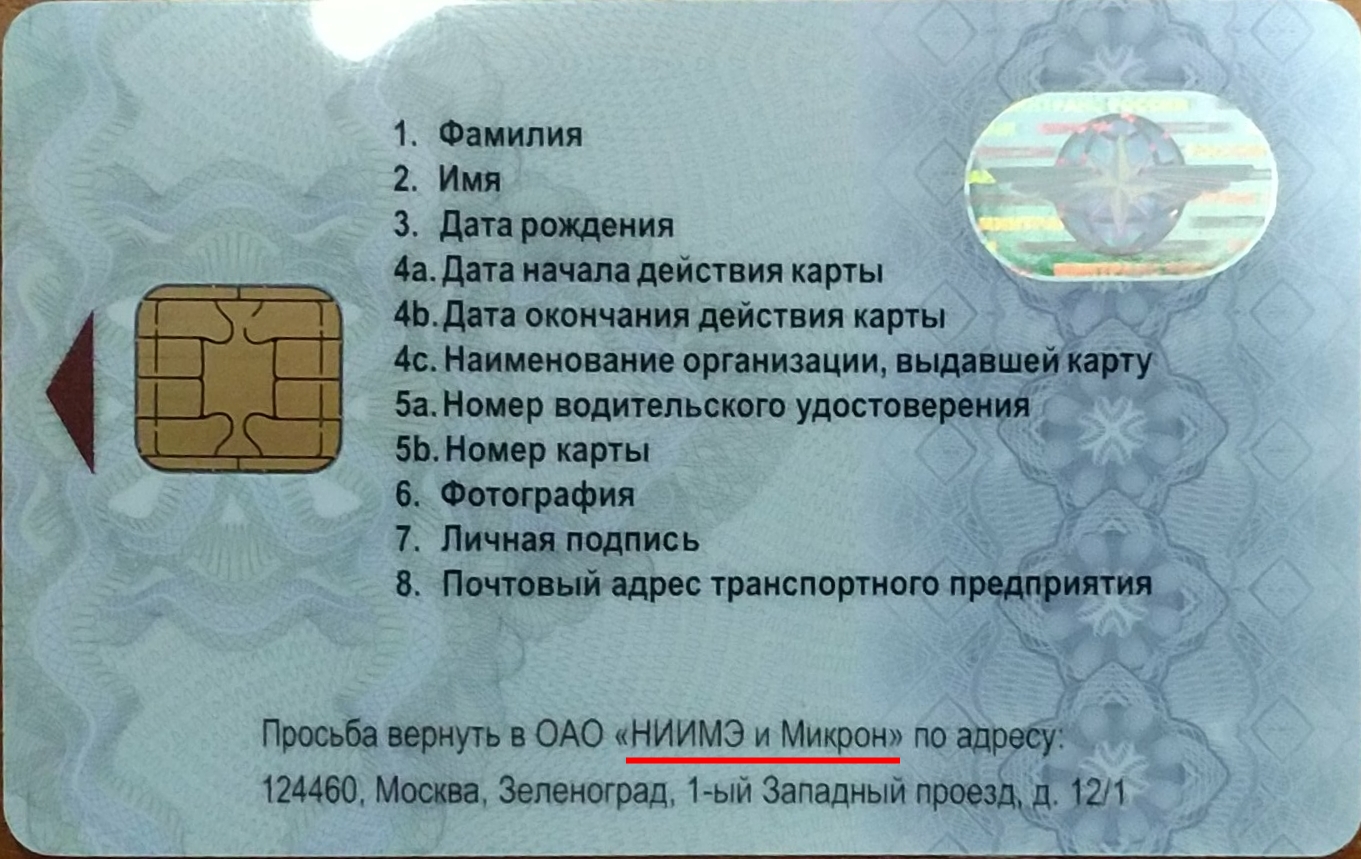 1. Фамилия
2. Имя
3. Дата рождения
4a. Дата начала действия карты
4b. Дата окончания действия карты
4c. Наименование организации, выдавшей карту
5a. Номер водительского удостоверения
5b. Номер карты
6. Фотография
7. Личная подпись
8. Почтовый адрес транспортного предприятия
Просьба вернуть в ОАО «НИИМЭ и Микрон» по адресу:
124460, Москва, Зеленоград, 1-ый Западный проезд, д. 12/1